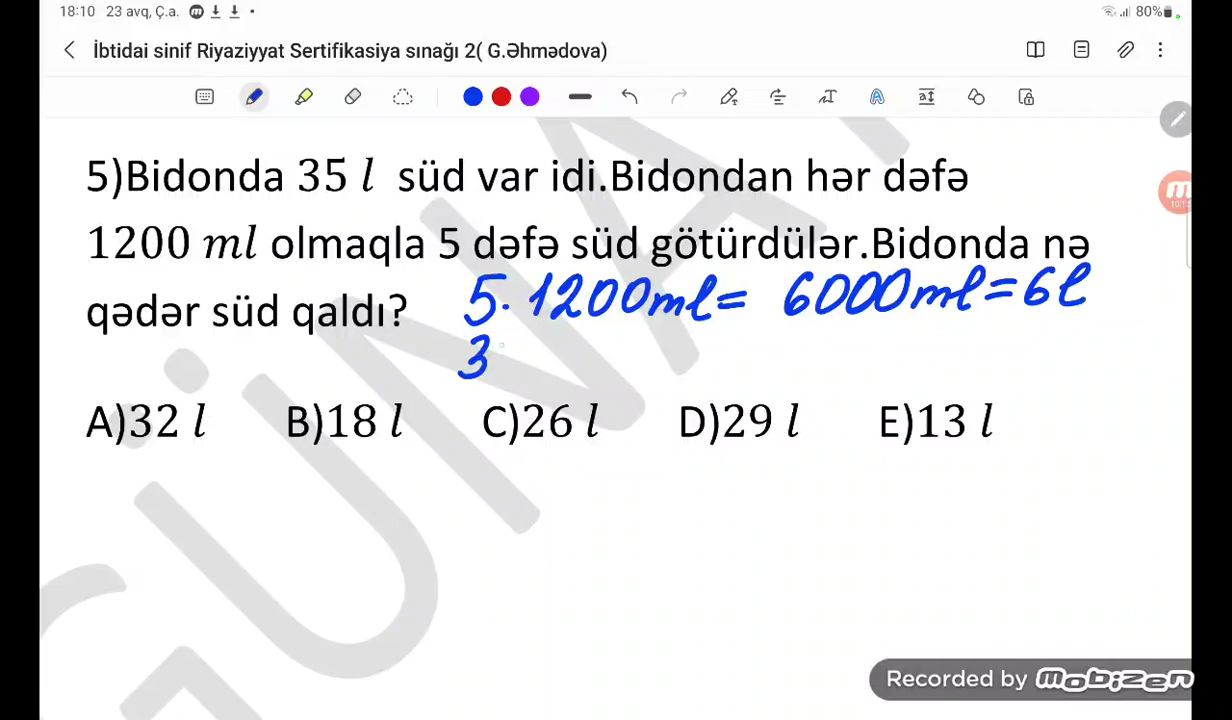 18:10 23 avq, Ç.a. 80%
İbtidai sinif Riyaziyyat Sertifikasiya sınağı 2( G.Əhmədova)
5)Bidonda 35 l süd var idi.Bidondan hər dəfə
1200 ml olmaqla 5 dəfə süd götürdülər.Bidonda nə
qədər süd qaldı? 5. 1200ml= 6000ml=6l
3
A)32 l B)18 l C)26 l D)29 l E)13 l
GÜNAY
Recorded by mobizen